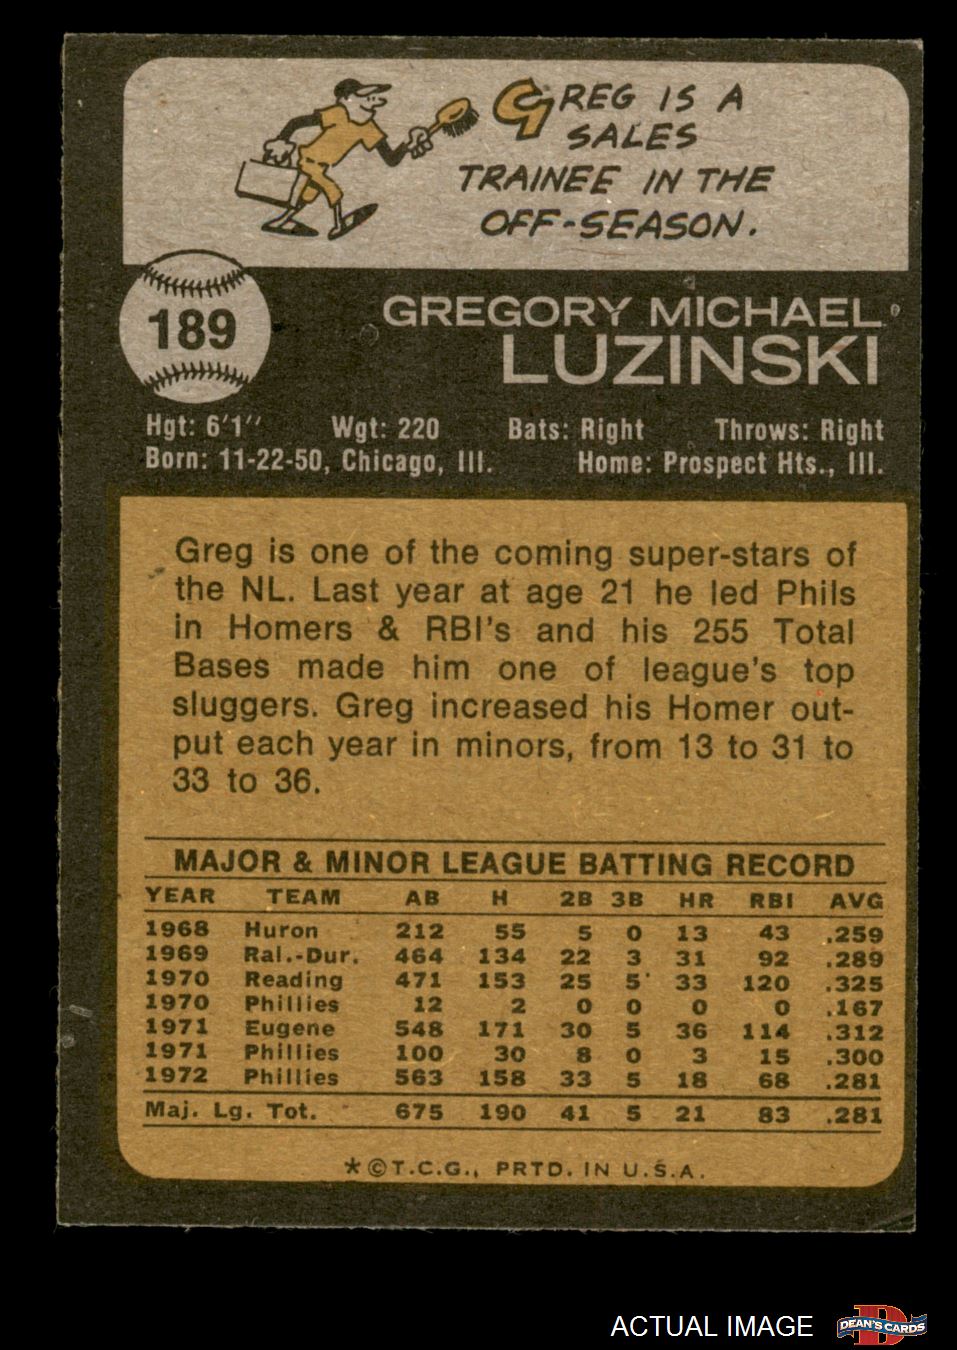 GREG IS A
SALES
TRAINEE IN THE
OFF-SEASON.
189
GREGORY MICHAEL
LUZINSKI
Hgt: 6'1" Wgt: 220 Bats: Right Throws: Right
Born: 11-22-50, Chicago, Ill. Home: Prospect Hts., Ill.
Greg is one of the coming super-stars of
the NL. Last year at age 21 he led Phils
in Homers & RBI's and his 255 Total
Bases made him one of league's top
sluggers. Greg increased his Homer out-
put each year in minors, from 13 to 31 to
33 to 36.
MAJOR & MINOR LEAGUE BATTING RECORD
YEAR TEAM AB H 2B 3B HR RBI AVG
1968 Huron 212 55 5 0 13 43 .259
1969 Ral.-Dur. 464 134 22 3 31 92 .289
1970 Reading 471 153 25 5 33 120 .325
1970 Phillies 12 2 0 0 0 0 .167
1971 Eugene 548 171 30 5 36 114 .312
1971 Phillies 100 30 8 0 3 15 .300
1972 Phillies 563 158 33 5 18 68 .281
Maj. Lg. Tot. 675 190 41 5 21 83 .281
*©T.C.G., PRTD. IN U.S.A.
ACTUAL IMAGE
D
DEAN'S CARDS